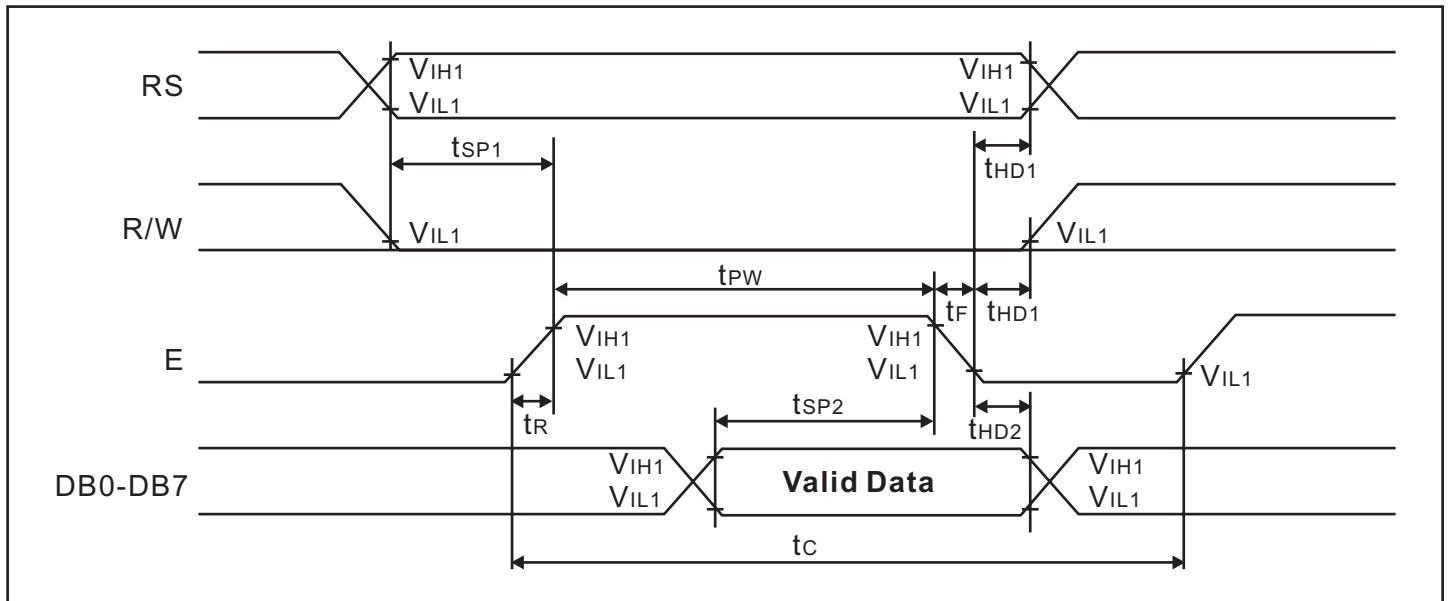 RS
VIH1
VIL1
VIH1
VIL1
tSP1
tHD1
R/W
VIL1
VIL1
tPW
tF
tHD1
E
VIH1
VIL1
VIH1
VIL1
VIL1
tR
tSP2
tHD2
DB0-DB7
VIH1
VIL1
Valid Data
VIH1
VIL1
tC